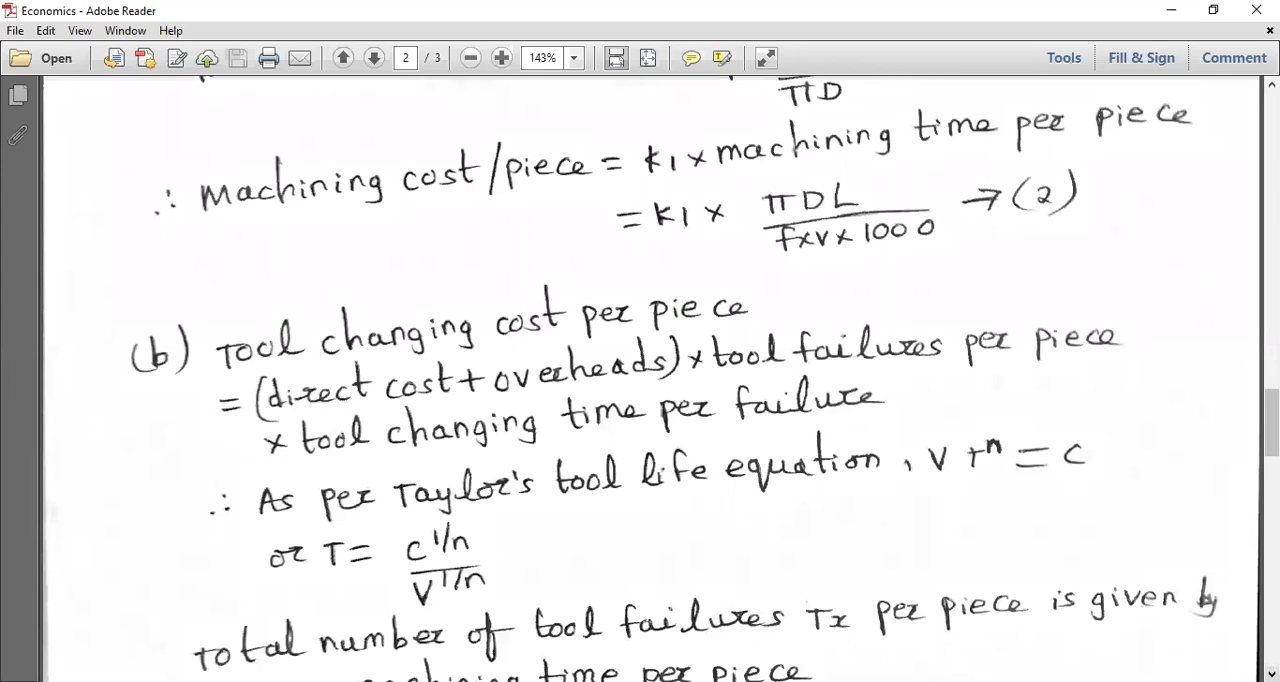 Economics - Adobe Reader
File Edit View Window Help
Open 2 / 3 143% Tools Fill & Sign Comment
πD
∴ Machining cost/piece = K1 × machining time per piece
= K1 × πDL / f×v×1000 → (2)
(b) Tool changing cost per piece
= (direct cost + overheads) × tool failures per piece
× tool changing time per failure
∴ As per Taylor's tool life equation, V T^n = C
or T = C^1/n / V^1/n
Total number of tool failures Tx per piece is given by
time per piece